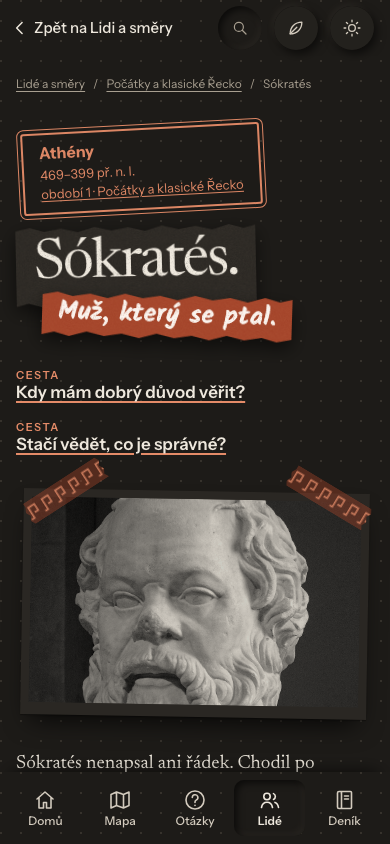 Zpět na Lidi a směry
Lidé a směry / Počátky a klasické Řecko / Sókratés
Athény
469–399 př. n. l.
období 1 · Počátky a klasické Řecko
Sókratés.
Muž, který se ptal.
CESTA
Kdy mám dobrý důvod věřit?
CESTA
Stačí vědět, co je správné?
Sókratés nenapsal ani řádek. Chodil po
Domů Mapa Otázky Lidé Deník